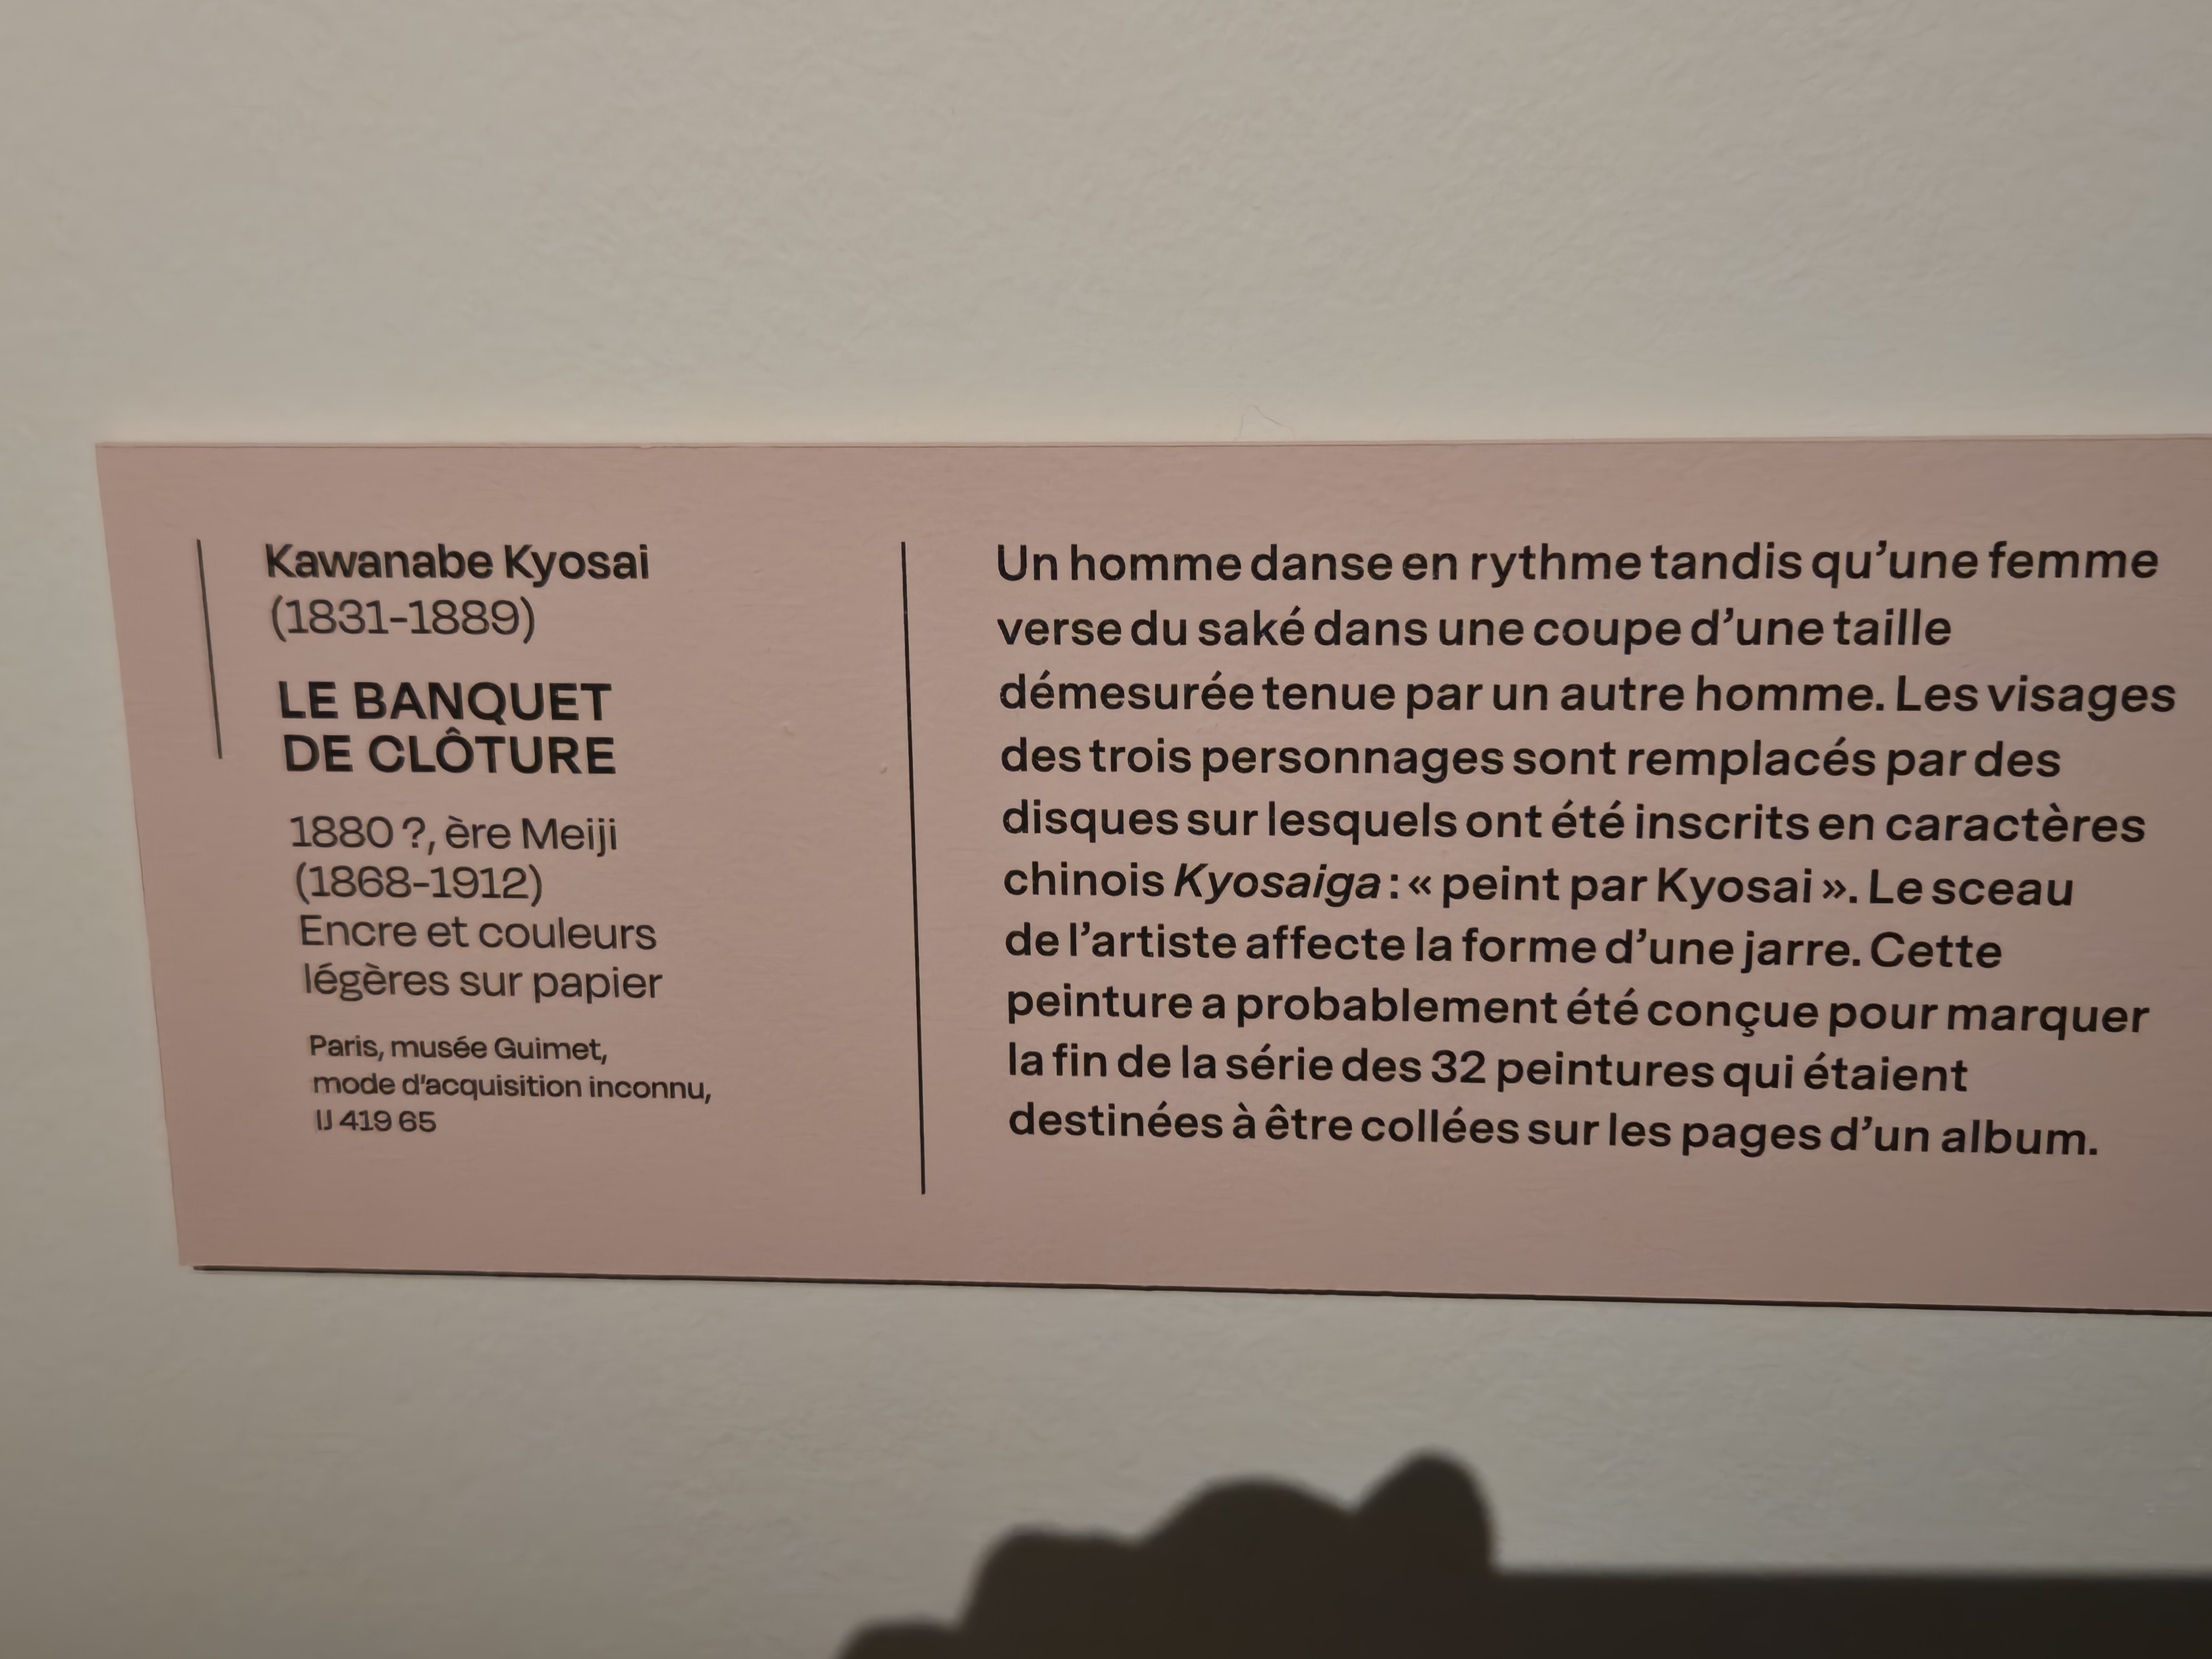 Kawanabe Kyosai
(1831-1889)
LE BANQUET
DE CLÔTURE
1880 ?, ère Meiji
(1868-1912)
Encre et couleurs
légères sur papier
Paris, musée Guimet,
mode d'acquisition inconnu,
IJ 419 65
Un homme danse en rythme tandis qu’une femme
verse du saké dans une coupe d’une taille
démesurée tenue par un autre homme. Les visages
des trois personnages sont remplacés par des
disques sur lesquels ont été inscrits en caractères
chinois Kyosaiga : « peint par Kyosai ». Le sceau
de l’artiste affecte la forme d’une jarre. Cette
peinture a probablement été conçue pour marquer
la fin de la série des 32 peintures qui étaient
destinées à être collées sur les pages d’un album.